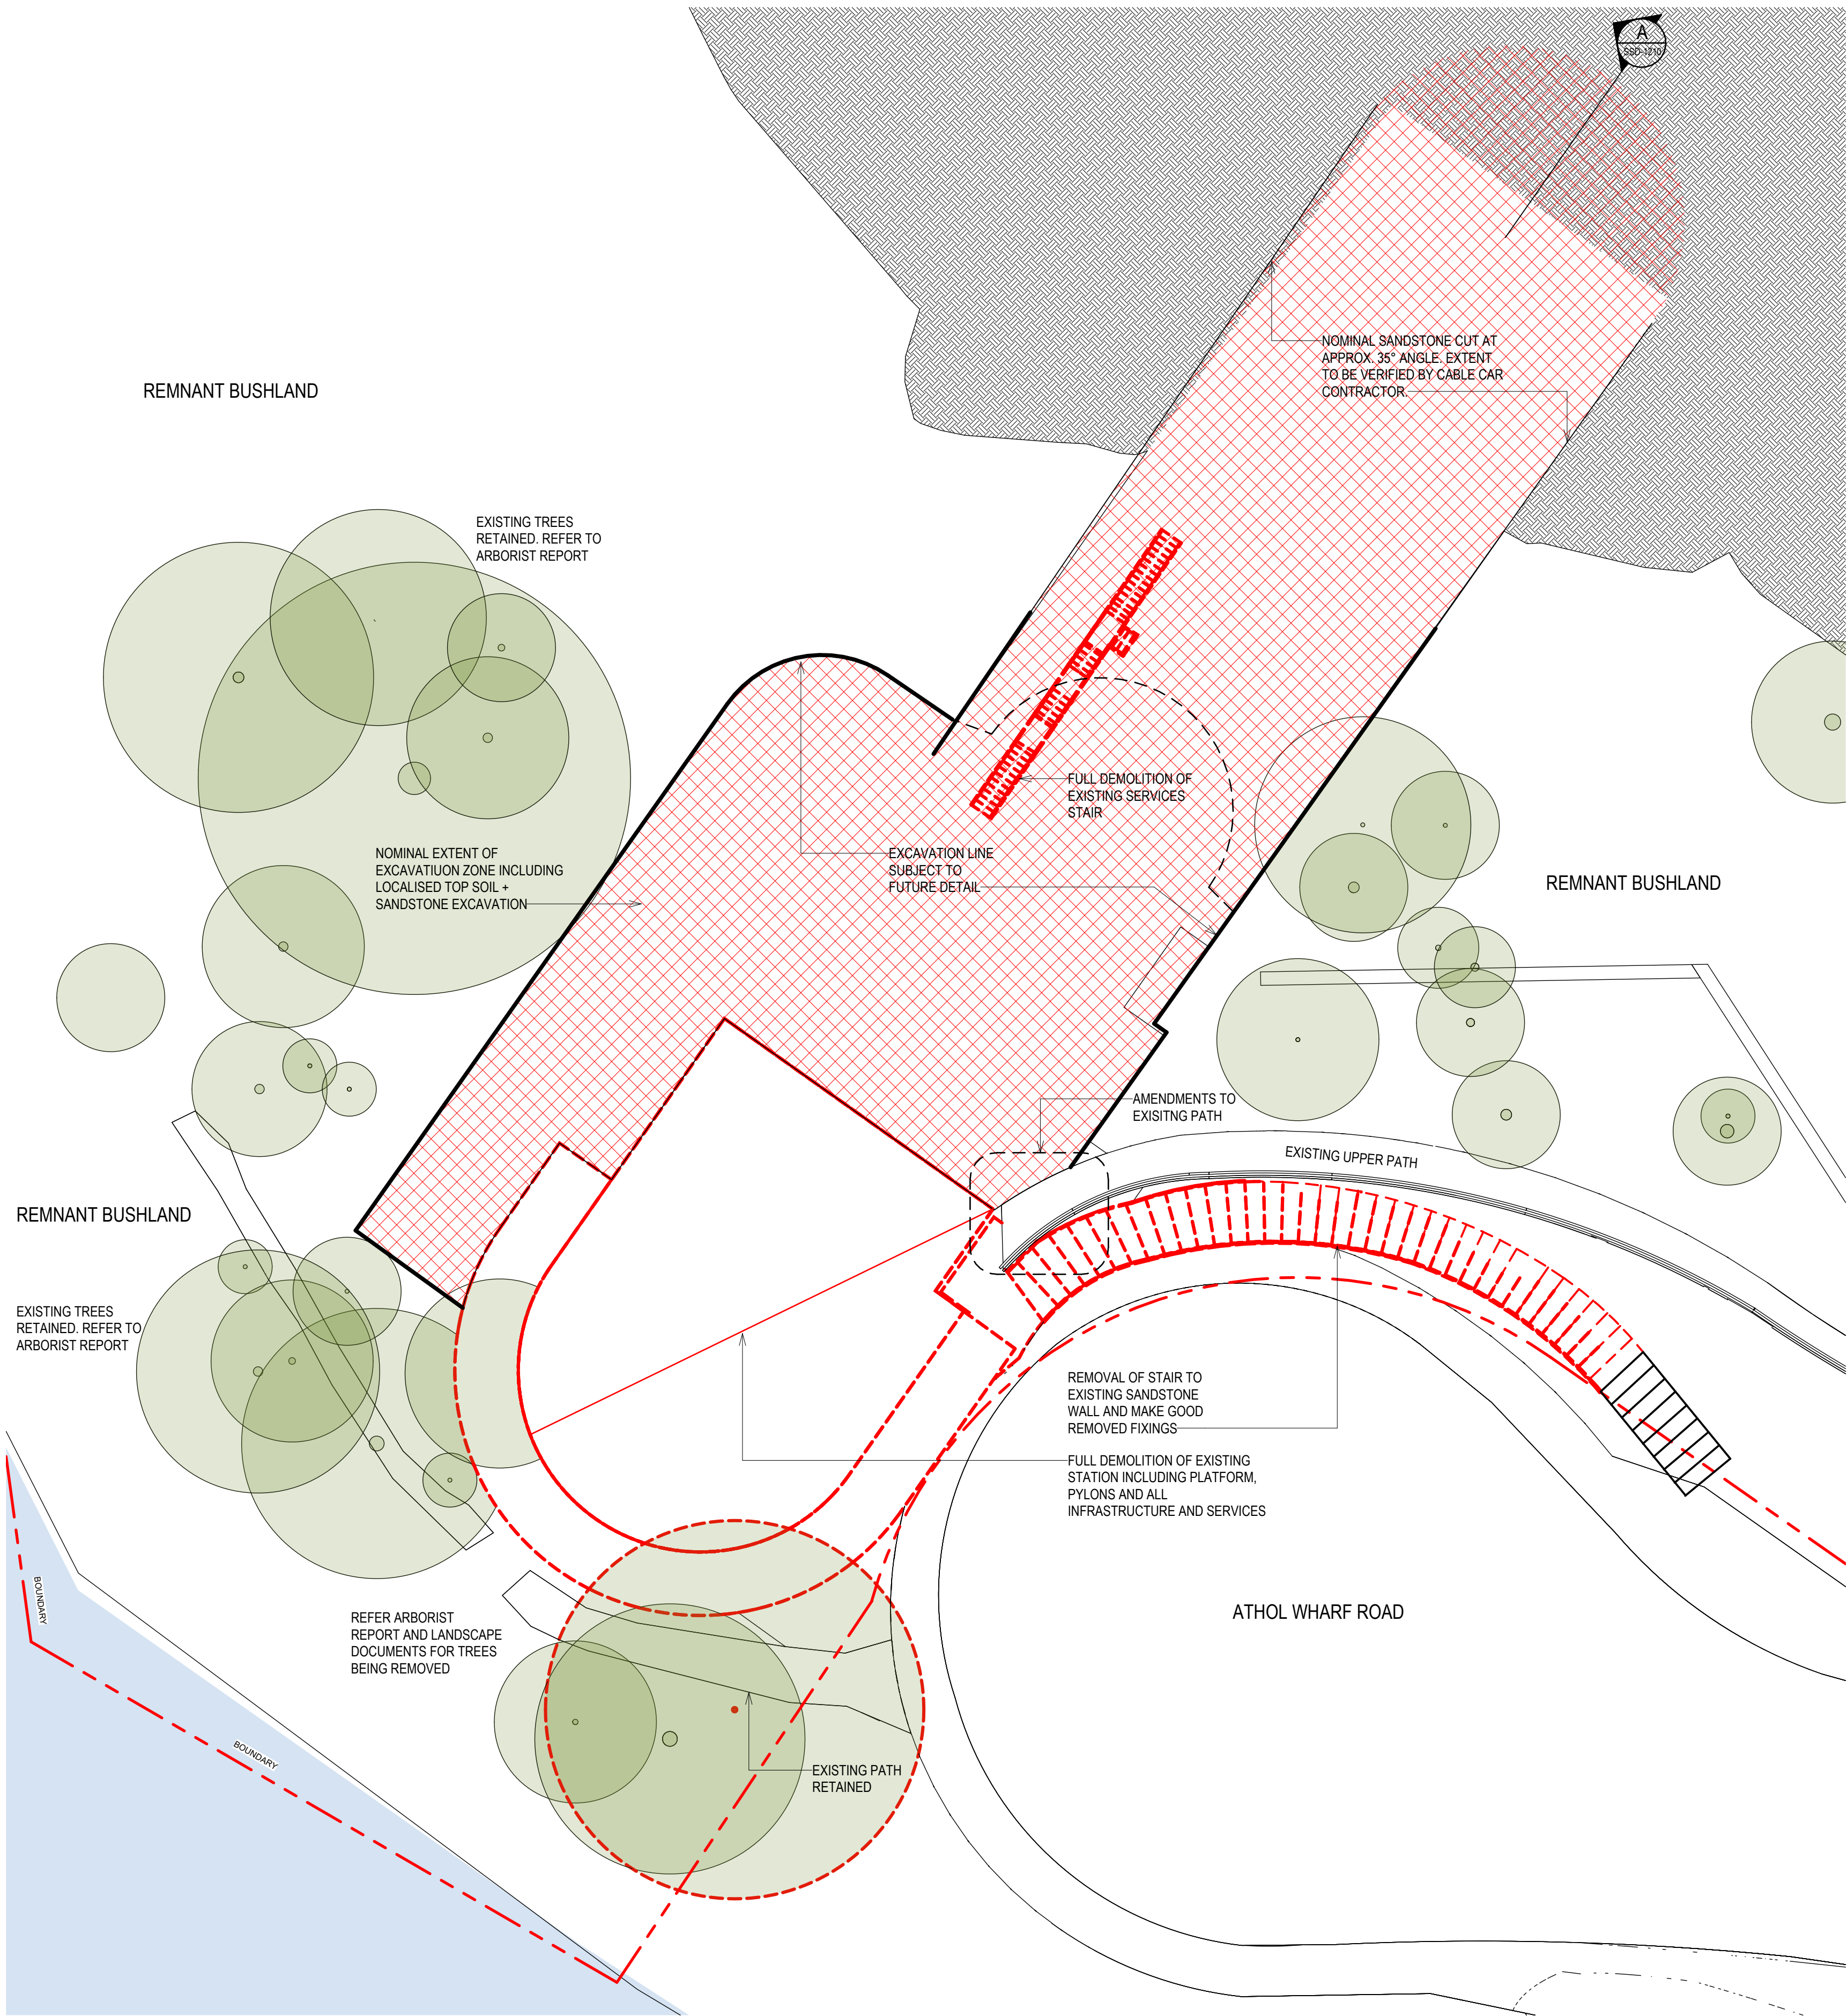 A
SSD-1210
NOMINAL SANDSTONE CUT AT
APPROX. 35° ANGLE. EXTENT
TO BE VERIFIED BY CABLE CAR
CONTRACTOR.
REMNANT BUSHLAND
EXISTING TREES
RETAINED. REFER TO
ARBORIST REPORT
FULL DEMOLITION OF
EXISTING SERVICES
STAIR
NOMINAL EXTENT OF
EXCAVATIUON ZONE INCLUDING
LOCALISED TOP SOIL +
SANDSTONE EXCAVATION
EXCAVATION LINE
SUBJECT TO
FUTURE DETAIL
REMNANT BUSHLAND
AMENDMENTS TO
EXISITNG PATH
EXISTING UPPER PATH
REMNANT BUSHLAND
EXISTING TREES
RETAINED. REFER TO
ARBORIST REPORT
REMOVAL OF STAIR TO
EXISTING SANDSTONE
WALL AND MAKE GOOD
REMOVED FIXINGS
FULL DEMOLITION OF EXISTING
STATION INCLUDING PLATFORM,
PYLONS AND ALL
INFRASTRUCTURE AND SERVICES
BOUNDARY
REFER ARBORIST
REPORT AND LANDSCAPE
DOCUMENTS FOR TREES
BEING REMOVED
ATHOL WHARF ROAD
BOUNDARY
EXISTING PATH
RETAINED